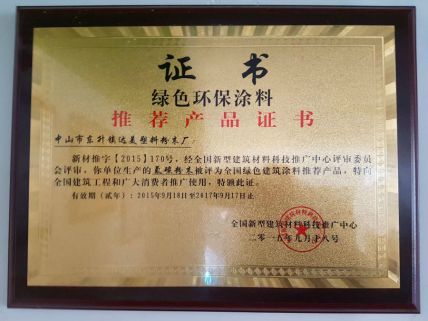 证书
绿色环保涂料
推荐产品证书
中山市东升镇达美塑料粉末厂:
新材推字【2015】170号,经全国新型建筑材料科技推广中心评审委员
会评审,你单位生产的氟碳粉末被评为全国绿色建筑涂料推荐产品,特向
全国建筑工程和广大消费者推广使用,特颁此证。
有效期(贰年):2015年9月18日至2017年9月17日止
全国新型建筑材料科技推广中心
二零一五年九月十八号